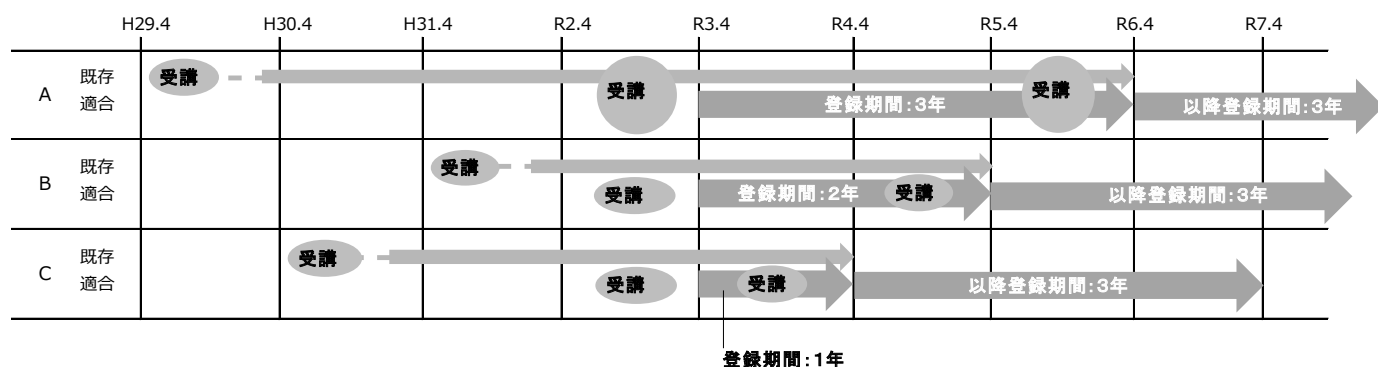 H29.4 H30.4 H31.4 R2.4 R3.4 R4.4 R5.4 R6.4 R7.4
A 既存 受講 受講 受講
適合 登録期間:3年 以降登録期間:3年
B 既存 受講
適合 受講 登録期間:2年 受講 以降登録期間:3年
C 既存 受講
適合 受講 受講 以降登録期間:3年
登録期間:1年